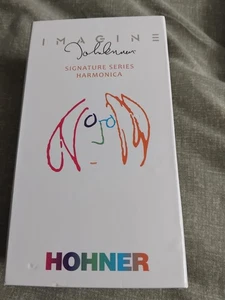 IMAGINE
John Lennon
SIGNATURE SERIES
HARMONICA
HOHNER